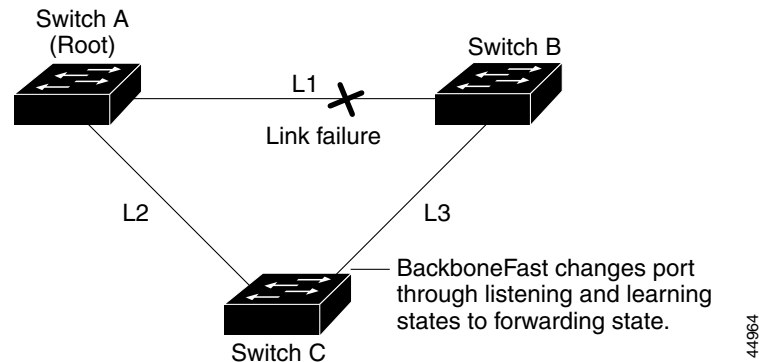 Switch A
(Root)
Switch B
L1
Link failure
L2
L3
BackboneFast changes port
through listening and learning
states to forwarding state.
Switch C
44964